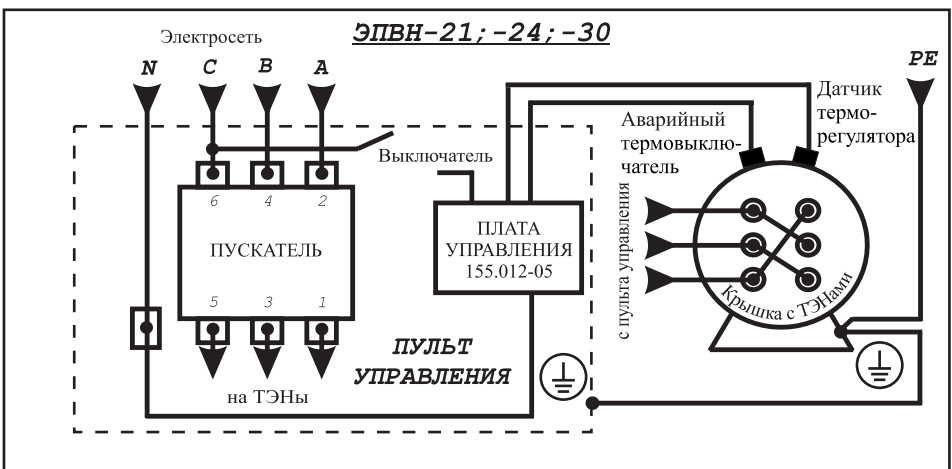 ЭПВН-21;-24;-30
Электросеть
N C B A
PE
Датчик
термо-
регулятора
Аварийный
термовыклю-
чатель
Выключатель
6 4 2
ПУСКАТЕЛЬ
5 3 1
на ТЭНы
ПЛАТА
УПРАВЛЕНИЯ
155.012-05
ПУЛЬТ
УПРАВЛЕНИЯ
с пульта управления
Крышка с ТЭНами